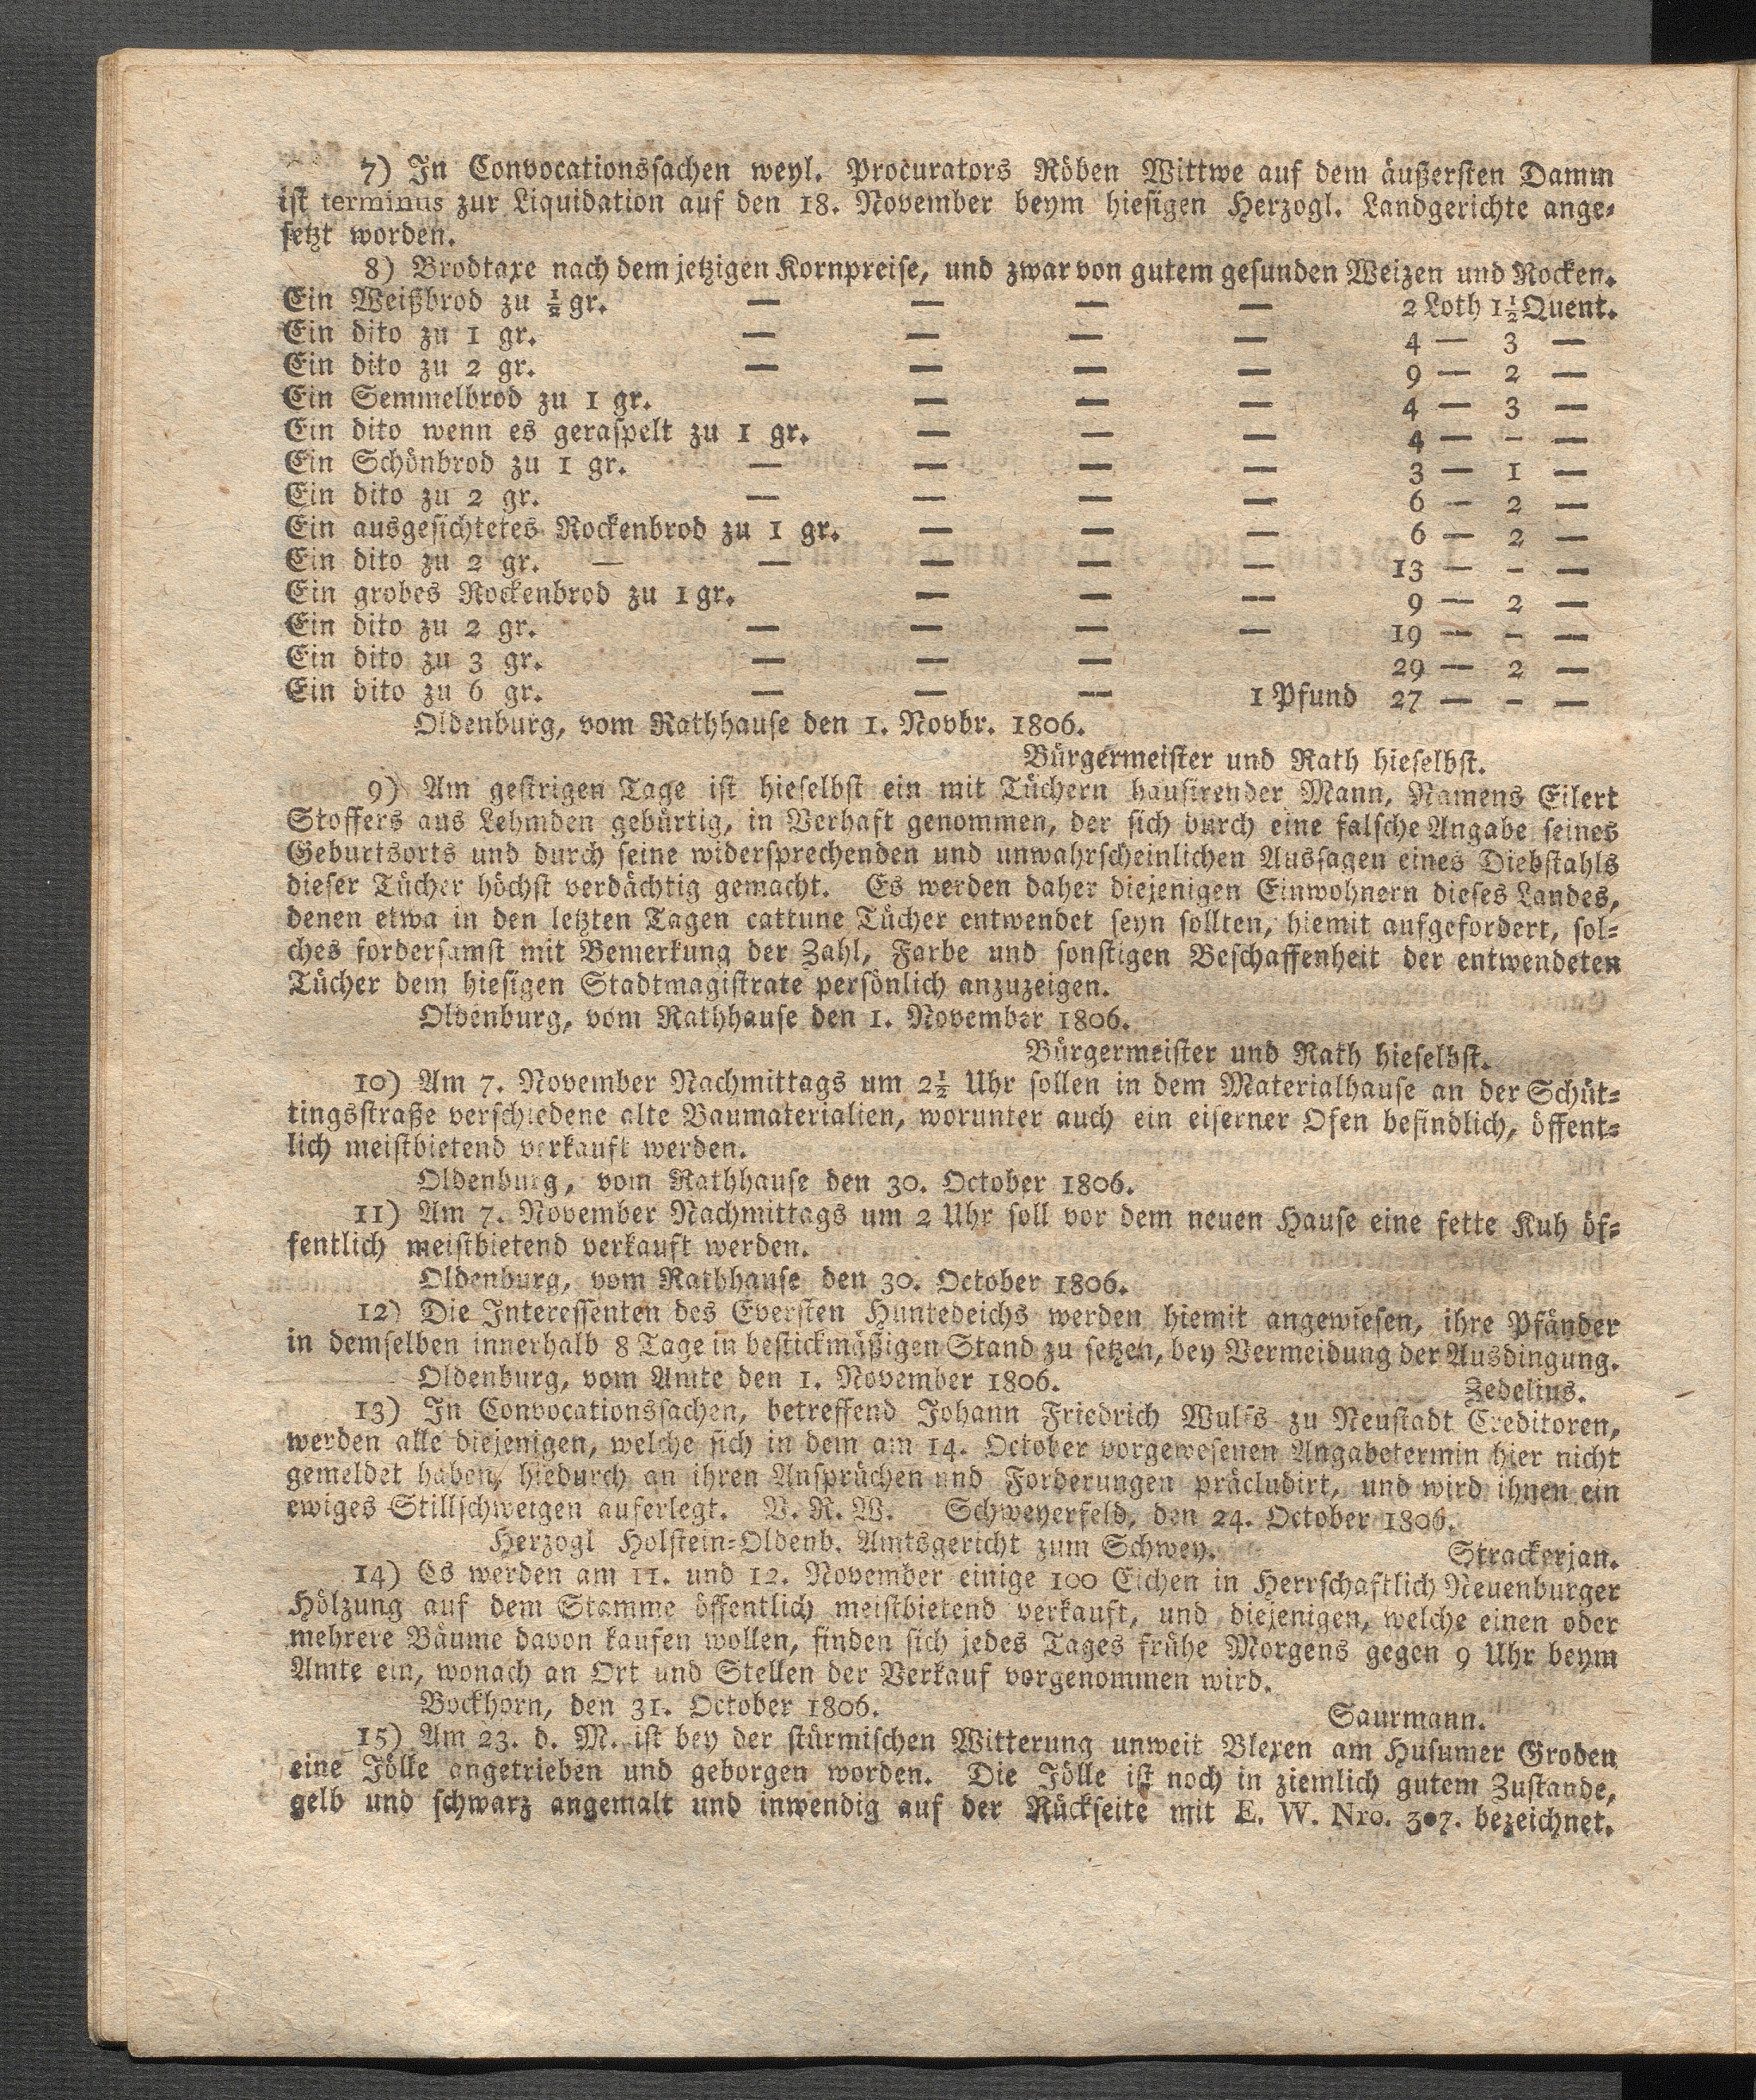 7) In Convocationssachen weyl. Procurators Röben Wittwe auf dem äußersten Damm
ist terminus zur Liquidation auf den 18. November beym hiesigen Herzogl. Landgerichte ange-
setzt worden.
8) Brodtaxe nach dem jetzigen Kornpreise, und zwar von gutem gesunden Weizen und Rocken.
Ein Weißbrod zu ½ gr. — — — — 2 Loth 1½ Quent.
Ein dito zu 1 gr. — — — — 4 — 3 —
Ein dito zu 2 gr. — — — — 9 — 2 —
Ein Semmelbrod zu 1 gr. — — — 4 — 3 —
Ein dito wenn es geraspelt zu 1 gr. — — — 4 — - —
Ein Schönbrod zu 1 gr. — — — — 3 — 1 —
Ein dito zu 2 gr. — — — — 6 — 2 —
Ein ausgesichtetes Rockenbrod zu 1 gr. — — — 6 — 2 —
Ein dito zu 2 gr. — — — — — 13 — - —
Ein grobes Rockenbrod zu 1 gr. — — — 9 — 2 —
Ein dito zu 2 gr. — — — — 19 — - —
Ein dito zu 3 gr. — — — 29 — 2 —
Ein dito zu 6 gr. — — — 1 Pfund 27 — - —
Oldenburg, vom Rathhause den 1. Novbr. 1806.
Bürgermeister und Rath hieselbst.
9) Am gestrigen Tage ist hieselbst ein mit Tüchern hausirender Mann, Namens Eilert
Stoffers aus Lehmden gebürtig, in Verhaft genommen, der sich durch eine falsche Angabe seines
Geburtsorts und durch seine widersprechenden und unwahrscheinlichen Aussagen eines Diebstahls
dieser Tücher höchst verdächtig gemacht. Es werden daher diejenigen Einwohnern dieses Landes,
denen etwa in den letzten Tagen cattune Tücher entwendet seyn sollten, hiemit aufgefordert, sol-
ches fordersamst mit Bemerkung der Zahl, Farbe und sonstigen Beschaffenheit der entwendeten
Tücher dem hiesigen Stadtmagistrate persönlich anzuzeigen.
Oldenburg, vom Rathhause den 1. November 1806.
Bürgermeister und Rath hieselbst.
10) Am 7. November Nachmittags um 2½ Uhr sollen in dem Materialhause an der Schüt-
tingsstraße verschiedene alte Baumaterialien, worunter auch ein eiserner Ofen befindlich, öffent-
lich meistbietend verkauft werden.
Oldenburg, vom Rathhause den 30. October 1806.
11) Am 7. November Nachmittags um 2 Uhr soll vor dem neuen Hause eine fette Kuh öf-
fentlich meistbietend verkauft werden.
Oldenburg, vom Rathhause den 30. October 1806.
12) Die Interessenten des Eversten Huntedeichs werden hiemit angewiesen, ihre Pfänder
in demselben innerhalb 8 Tage in bestickmäßigen Stand zu setzen, bey Vermeidung der Ausdingung.
Oldenburg, vom Amte den 1. November 1806. Zedelius.
13) In Convocationssachen, betreffend Johann Friedrich Wulfs zu Neustadt Creditoren,
werden alle diejenigen, welche sich in dem am 14. October vorgewesenen Angabetermin hier nicht
gemeldet haben, hiedurch an ihren Ansprüchen und Forderungen präcludirt, und wird ihnen ein
ewiges Stillschweigen auferlegt. V. R. W. Schweyerfeld, den 24. October 1806.
Herzogl Holstein-Oldenb. Amtsgericht zum Schwey. Strackerjan.
14) Es werden am 11. und 12. November einige 100 Eichen in Herrschaftlich Neuenburger
Hölzung auf dem Stamme öffentlich meistbietend verkauft, und diejenigen, welche einen oder
mehrere Bäume davon kaufen wollen, finden sich jedes Tages frühe Morgens gegen 9 Uhr beym
Amte ein, wonach an Ort und Stellen der Verkauf vorgenommen wird.
Bockhorn, den 31. October 1806. Saurmann.
15) Am 23. d. M. ist bey der stürmischen Witterung unweit Blexen am Husumer Groden
eine Jölle angetrieben und geborgen worden. Die Jölle ist noch in ziemlich gutem Zustande,
gelb und schwarz angemalt und inwendig auf der Rückseite mit E. W. Nro. 307. bezeichnet.